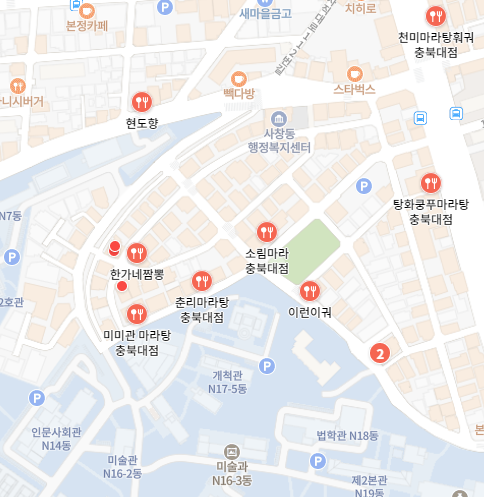 본정카페
새마을금고
치히로
천미마라탕훠궈
충북대점
빽다방
스타벅스
현도향
사창동
행정복지센터
탕화쿵푸마라탕
충북대점
N7동
소림마라
충북대점
한가네짬뽕
춘리마라탕
충북대점
이런이궈
미미관 마라탕
충북대점
2
개척관
N17-5동
인문사회관
N14동
법학관 N18동
미술관
N16-2동
미술과
N16-3동
제2본관
N19동
P
P
P
P
P
P